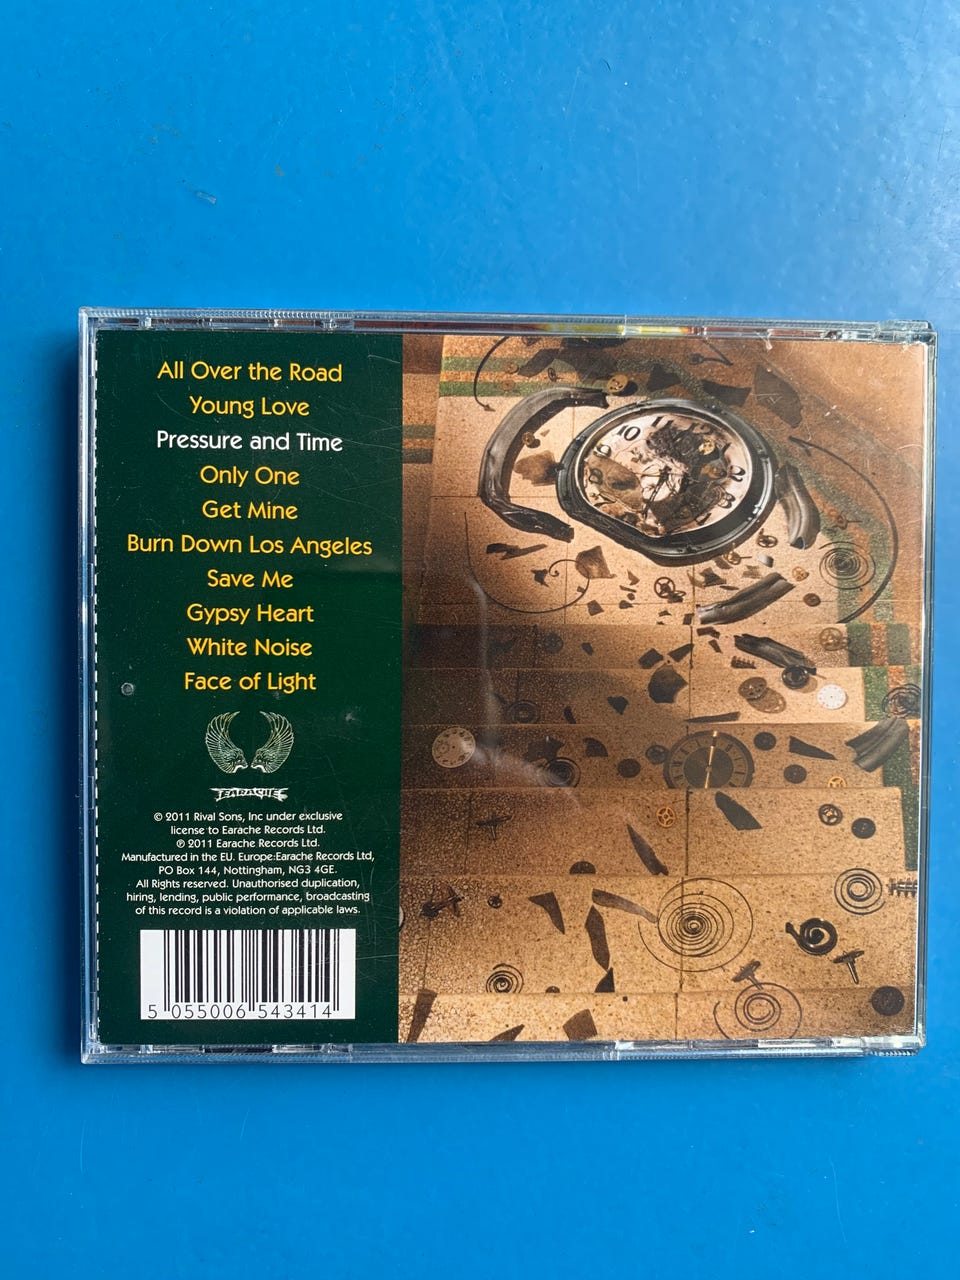 All Over the Road
Young Love
Pressure and Time
Only One
Get Mine
Burn Down Los Angeles
Save Me
Gypsy Heart
White Noise
Face of Light
EARACHE
© 2011 Rival Sons, Inc under exclusive
license to Earache Records Ltd.
℗ 2011 Earache Records Ltd.
Manufactured in the EU. Europe:Earache Records Ltd,
PO Box 144, Nottingham, NG3 4GE.
All Rights reserved. Unauthorised duplication,
hiring, lending, public performance, broadcasting
of this record is a violation of applicable laws.
5 055006 543414
10
9
2